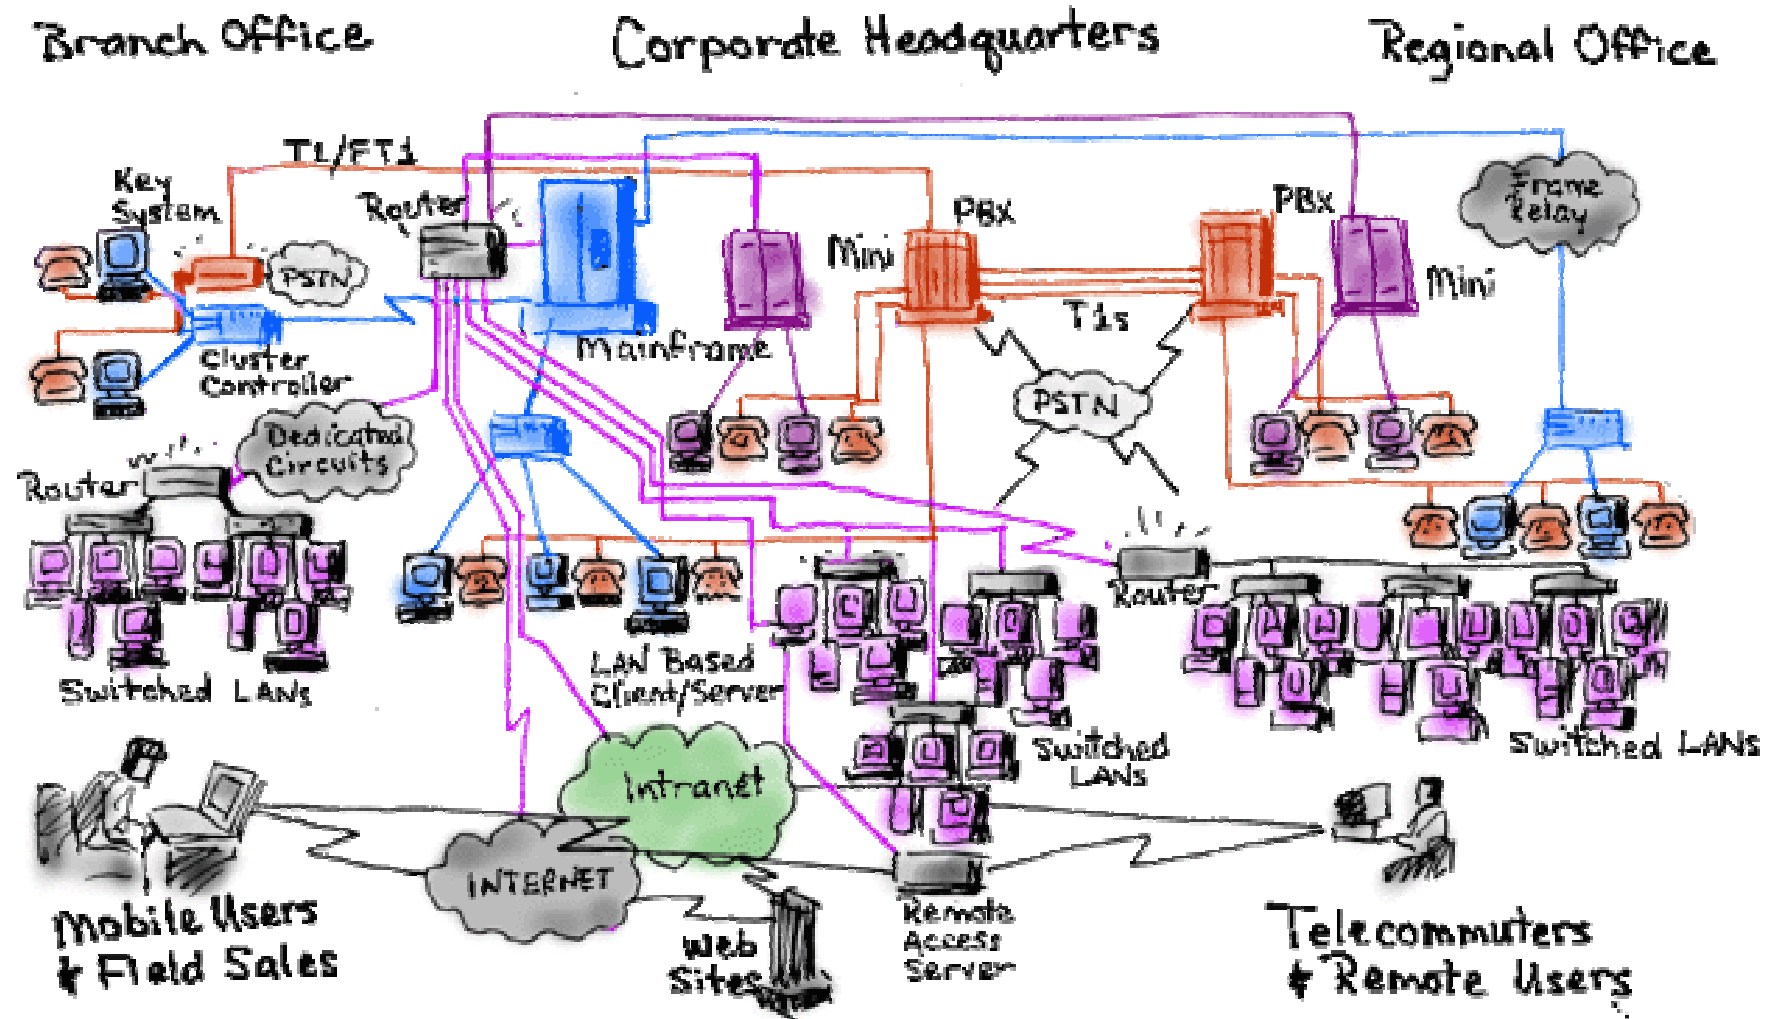 Branch Office
Corporate Headquarters
Regional Office
T1/FT1
Key
System
Router
PBX
PBX
Frame
Relay
PSTN
Mini
Mini
T1s
Mainframe
Cluster
Controller
PSTN
Dedicated
Circuits
Router
Router
LAN Based
Client/Server
Switched LANs
Switched
LANs
Switched LANs
Intranet
INTERNET
Mobile Users
& Field Sales
Web
Sites
Remote
Access
Server
Telecommuters
& Remote Users